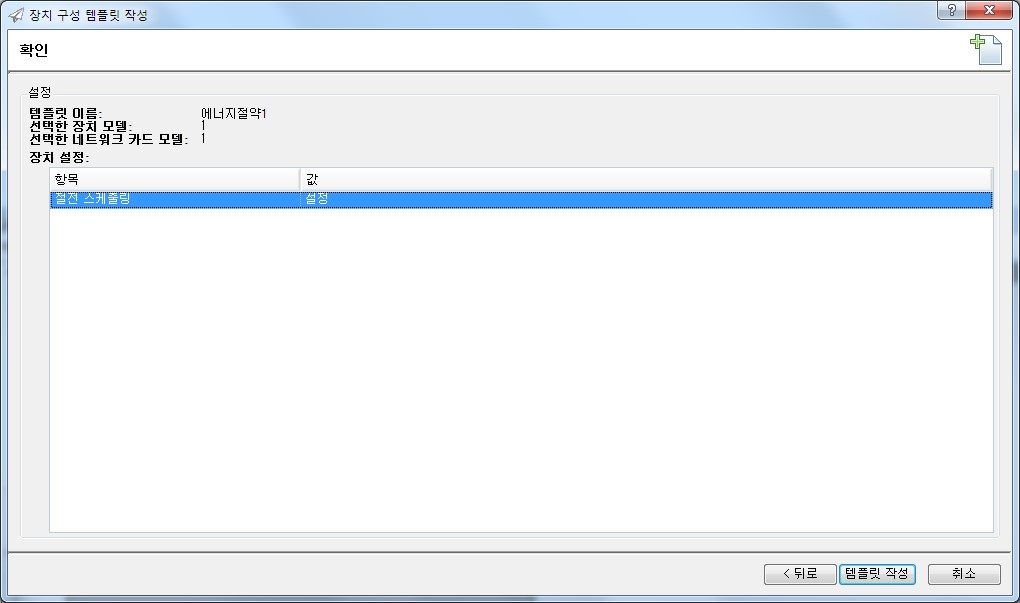 장치 구성 템플릿 작성
확인
설정
템플릿 이름: 에너지절약1
선택한 장치 모델: 1
선택한 네트워크 카드 모델: 1
장치 설정:
항목 값
절전 스케줄링 설정
< 뒤로 템플릿 작성 취소